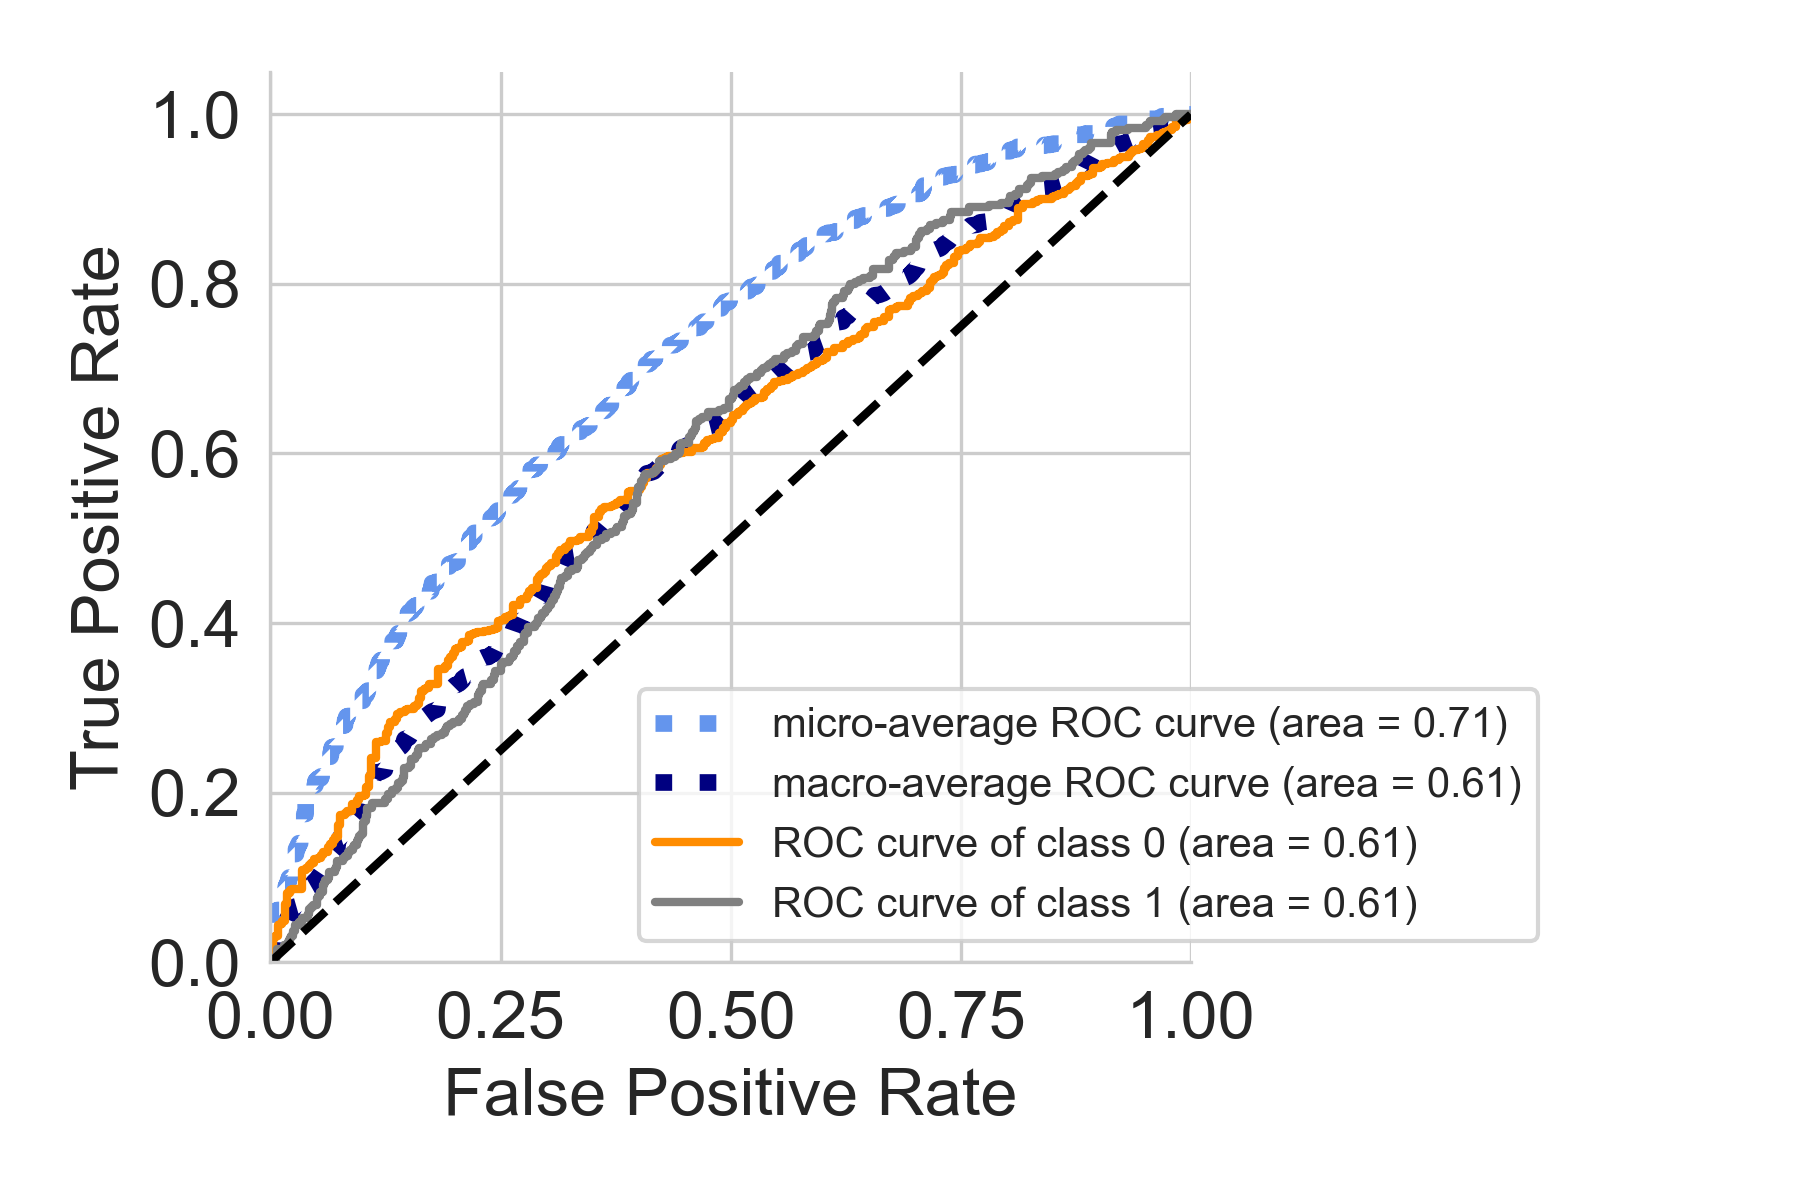 True Positive Rate
1.0
0.8
0.6
0.4
0.2
0.0
micro-average ROC curve (area = 0.71)
macro-average ROC curve (area = 0.61)
ROC curve of class 0 (area = 0.61)
ROC curve of class 1 (area = 0.61)
0.00 0.25 0.50 0.75 1.00
False Positive Rate